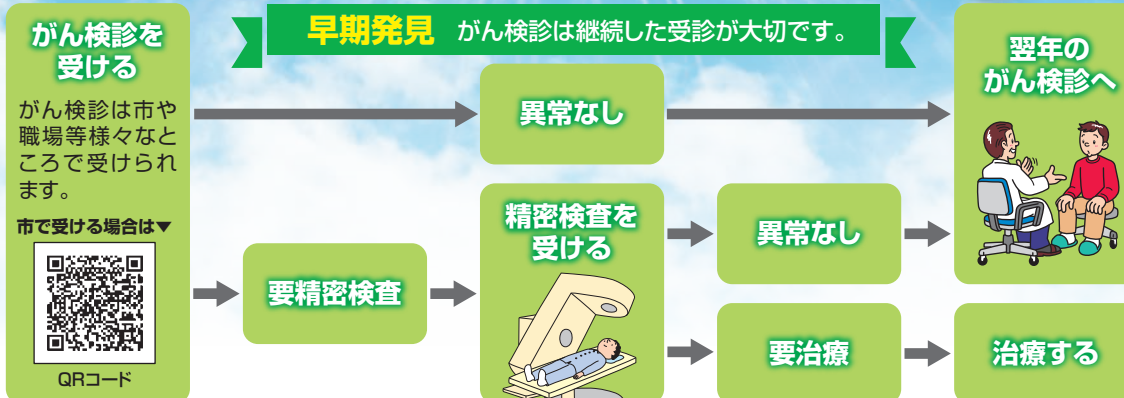 早期発見 がん検診は継続した受診が大切です。
がん検診を
受ける
がん検診は市や
職場等様々なと
ころで受けられ
ます。
市で受ける場合は▼
QRコード
異常なし
要精密検査
精密検査を
受ける
異常なし
要治療
翌年の
がん検診へ
治療する